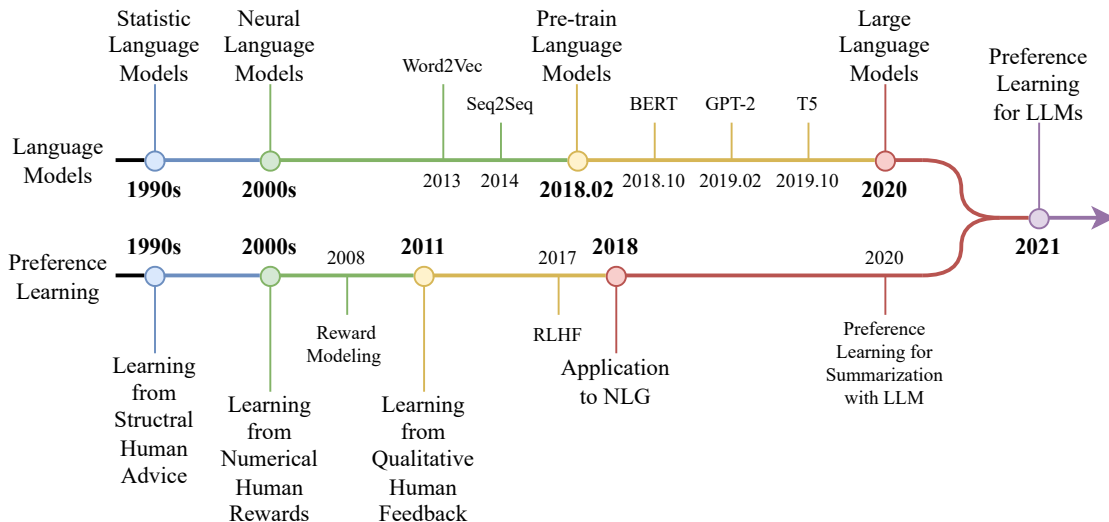 Statistic
Language
Models
Neural
Language
Models
Word2Vec
Seq2Seq
Pre-train
Language
Models
BERT
GPT-2
T5
Large
Language
Models
Preference
Learning
for LLMs
Language
Models
1990s
2000s
2013
2014
2018.02
2018.10
2019.02
2019.10
2020
2021
Preference
Learning
1990s
2000s
2008
2011
2017
2018
2020
Learning
from
Structral
Human
Advice
Learning
from
Numerical
Human
Rewards
Reward
Modeling
Learning
from
Qualitative
Human
Feedback
RLHF
Application
to NLG
Preference
Learning for
Summarization
with LLM